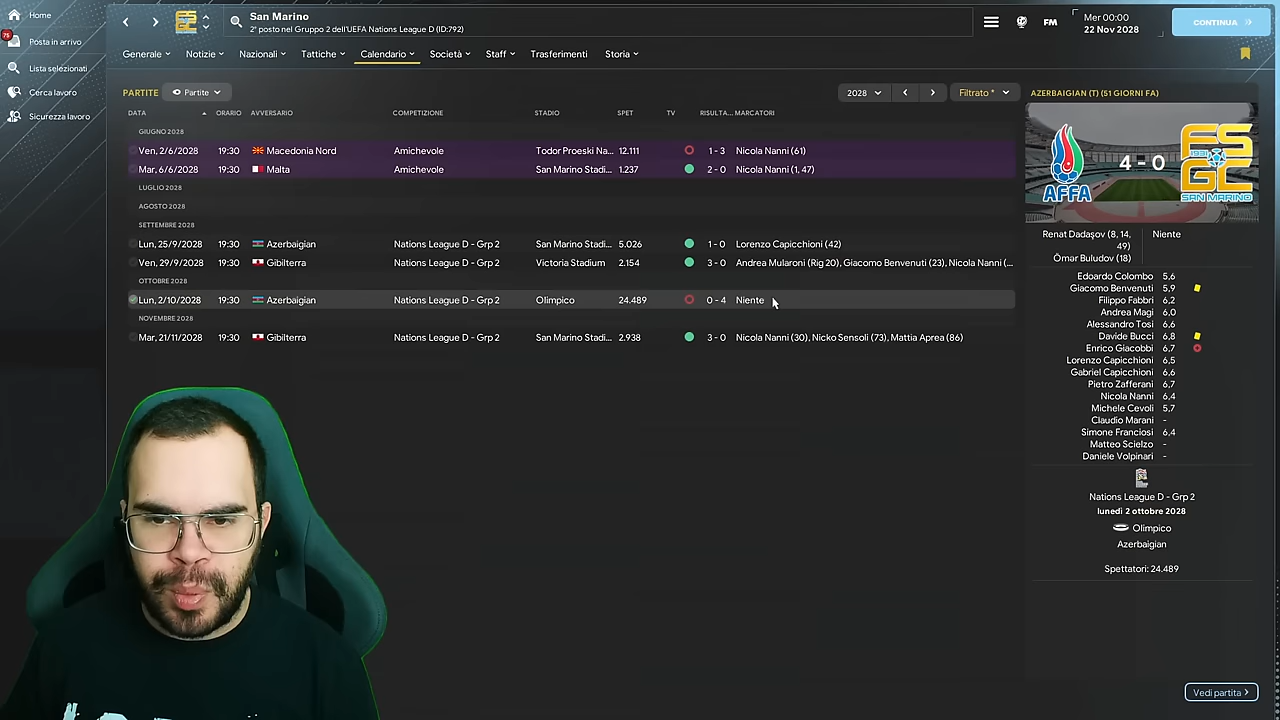 Home
San Marino
2° posto nel Gruppo 2 dell'UEFA Nations League D (ID:792)
FM
Mer 00:00
22 Nov 2028
CONTINUA
75
Posta in arrivo
Lista selezionati
Cerca lavoro
Sicurezza lavoro
Generale
Notizie
Nazionali
Tattiche
Calendario
Società
Staff
Trasferimenti
Storia
PARTITE
Partite
2028
Filtrato *
DATA ORARIO AVVERSARIO COMPETIZIONE STADIO SPET TV RISULTA... MARCATORI
GIUGNO 2028
Ven, 2/6/2028 19:30 Macedonia Nord Amichevole Todor Proeski Na... 12.111 1 - 3 Nicola Nanni (61)
Mar, 6/6/2028 19:30 Malta Amichevole San Marino Stadi... 1.237 2 - 0 Nicola Nanni (1, 47)
LUGLIO 2028
AGOSTO 2028
SETTEMBRE 2028
Lun, 25/9/2028 19:30 Azerbaigian Nations League D - Grp 2 San Marino Stadi... 5.026 1 - 0 Lorenzo Capicchioni (42)
Ven, 29/9/2028 19:30 Gibilterra Nations League D - Grp 2 Victoria Stadium 2.154 3 - 0 Andrea Mularoni (Rig 20), Giacomo Benvenuti (23), Nicola Nanni (...
OTTOBRE 2028
Lun, 2/10/2028 19:30 Azerbaigian Nations League D - Grp 2 Olimpico 24.489 0 - 4 Niente
NOVEMBRE 2028
Mar, 21/11/2028 19:30 Gibilterra Nations League D - Grp 2 San Marino Stadi... 2.938 3 - 0 Nicola Nanni (30), Nicko Sensoli (73), Mattia Aprea (86)
AZERBAIGIAN (T) (51 GIORNI FA)
AFFA
4 - 0
FSGC
1931
SAN MARINO
Renat Dadaşov (8, 14,
49)
Ömər Buludov (18)
Niente
Edoardo Colombo 5,6
Giacomo Benvenuti 5,9
Filippo Fabbri 6,2
Andrea Magi 6,0
Alessandro Tosi 6,6
Davide Bucci 6,8
Enrico Giacobbi 6,7
Lorenzo Capicchioni 6,5
Gabriel Capicchioni 6,6
Pietro Zafferani 6,7
Nicola Nanni 6,4
Michele Cevoli 5,7
Claudio Marani -
Simone Franciosi 6,4
Matteo Scielzo -
Daniele Volpinari -
Nations League D - Grp 2
lunedì 2 ottobre 2028
Olimpico
Azerbaigian
Spettatori: 24.489
Vedi partita